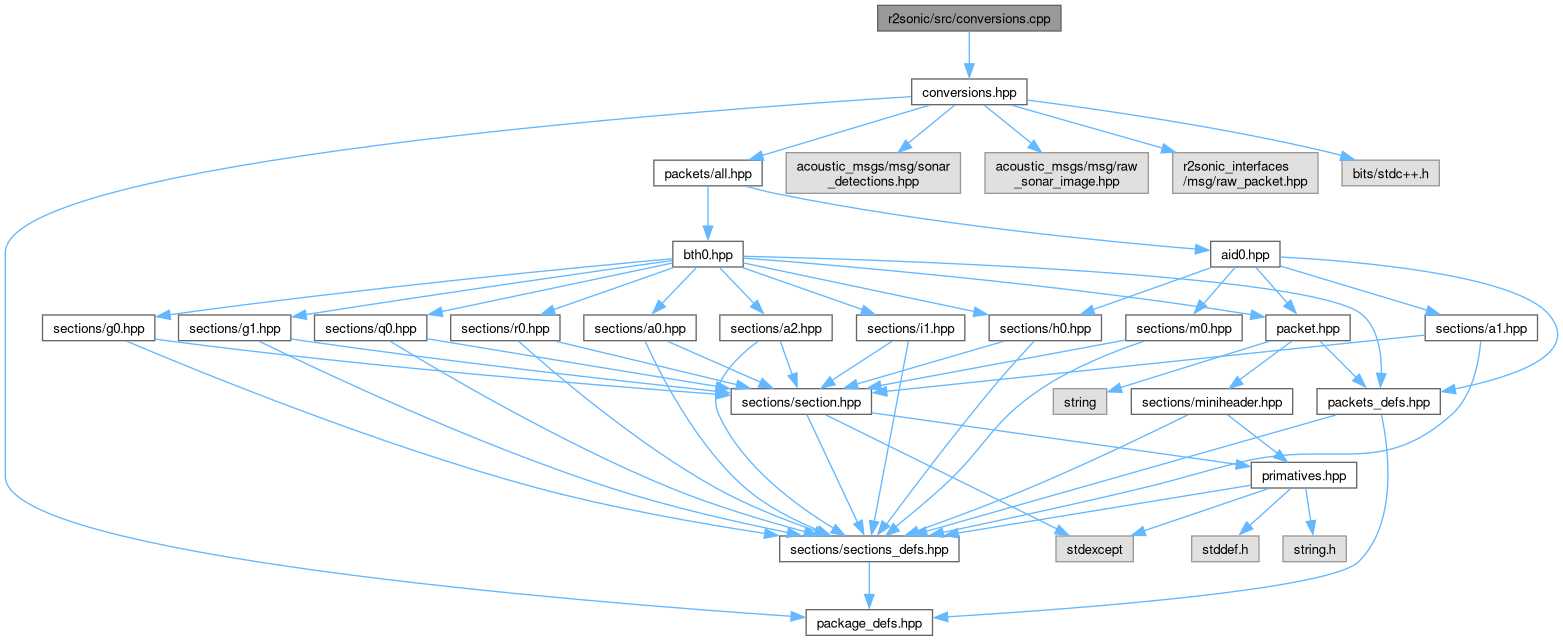 r2sonic/src/conversions.cpp
conversions.hpp
packets/all.hpp
acoustic_msgs/msg/sonar
_detections.hpp
acoustic_msgs/msg/raw
_sonar_image.hpp
r2sonic_interfaces
/msg/raw_packet.hpp
bits/stdc++.h
bth0.hpp
aid0.hpp
sections/g0.hpp
sections/g1.hpp
sections/q0.hpp
sections/r0.hpp
sections/a0.hpp
sections/a2.hpp
sections/i1.hpp
sections/h0.hpp
sections/m0.hpp
packet.hpp
sections/a1.hpp
sections/section.hpp
string
sections/miniheader.hpp
packets_defs.hpp
primatives.hpp
sections/sections_defs.hpp
stdexcept
stddef.h
string.h
package_defs.hpp